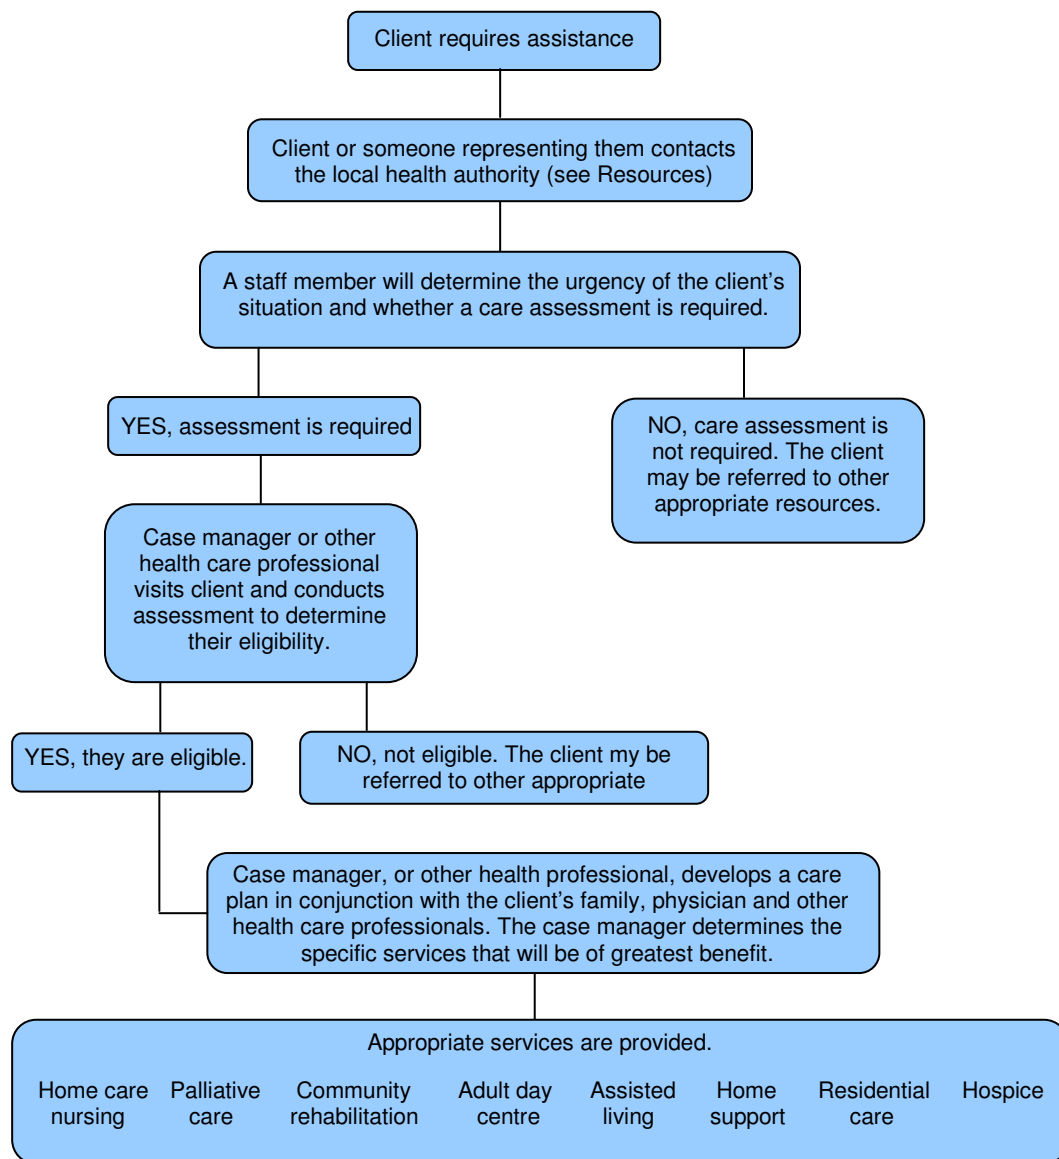 Client requires assistance
Client or someone representing them contacts
the local health authority (see Resources)
A staff member will determine the urgency of the client's
situation and whether a care assessment is required.
YES, assessment is required
NO, care assessment is
not required. The client
may be referred to other
appropriate resources.
Case manager or other
health care professional
visits client and conducts
assessment to determine
their eligibility.
YES, they are eligible.
NO, not eligible. The client my be
referred to other appropriate
Case manager, or other health professional, develops a care
plan in conjunction with the client's family, physician and other
health care professionals. The case manager determines the
specific services that will be of greatest benefit.
Appropriate services are provided.
Home care
nursing
Palliative
care
Community
rehabilitation
Adult day
centre
Assisted
living
Home
support
Residential
care
Hospice